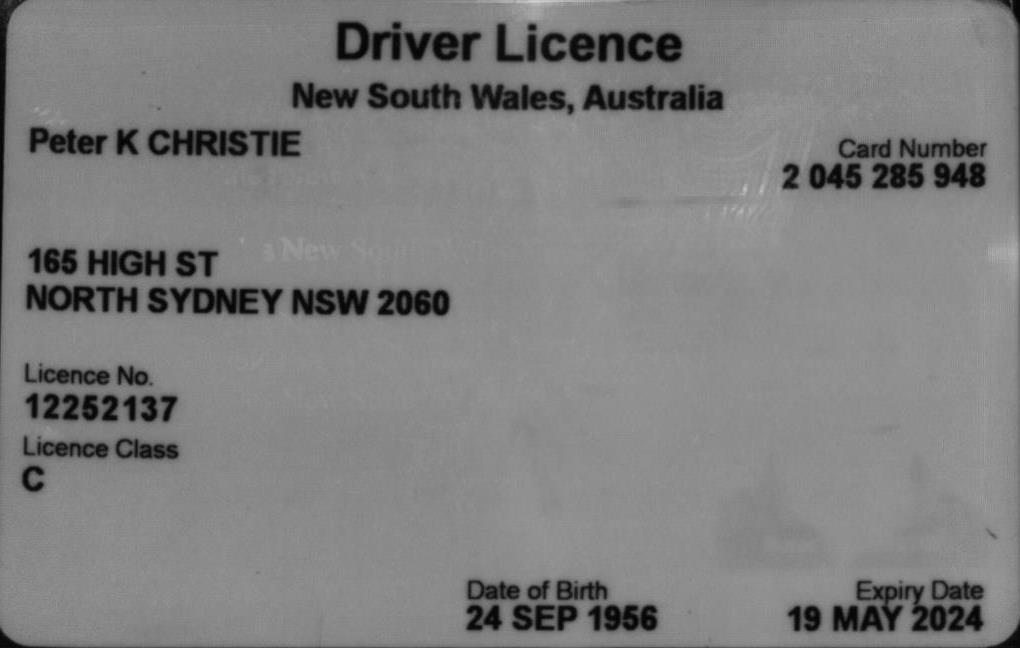 Driver Licence
New South Wales, Australia
Peter K CHRISTIE
Card Number
2 045 285 948
165 HIGH ST
NORTH SYDNEY NSW 2060
Licence No.
12252137
Licence Class
C
Date of Birth
24 SEP 1956
Expiry Date
19 MAY 2024